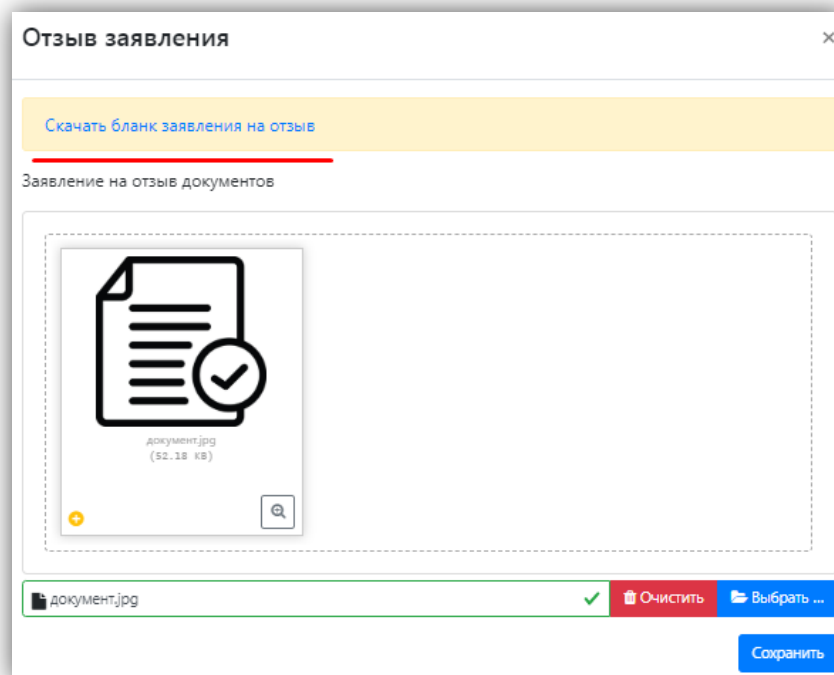 Отзыв заявления
Скачать бланк заявления на отзыв
Заявление на отзыв документов
документ.jpg
(52.18 KB)
документ.jpg
Очистить
Выбрать ...
Сохранить